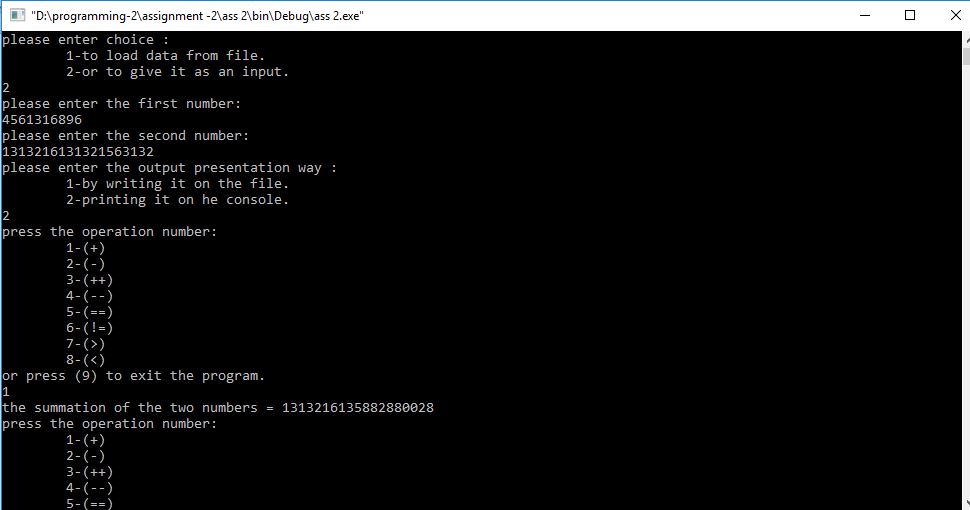 "D:\programming-2\assignment -2\ass 2\bin\Debug\ass 2.exe"
please enter choice :
1-to load data from file.
2-or to give it as an input.
2
please enter the first number:
4561316896
please enter the second number:
1313216131321563132
please enter the output presentation way :
1-by writing it on the file.
2-printing it on he console.
2
press the operation number:
1-(+)
2-(-)
3-(++)
4-(--)
5-(==)
6-(!=)
7-(>)
8-(<)
or press (9) to exit the program.
1
the summation of the two numbers = 1313216135882880028
press the operation number:
1-(+)
2-(-)
3-(++)
4-(--)
5-(==)